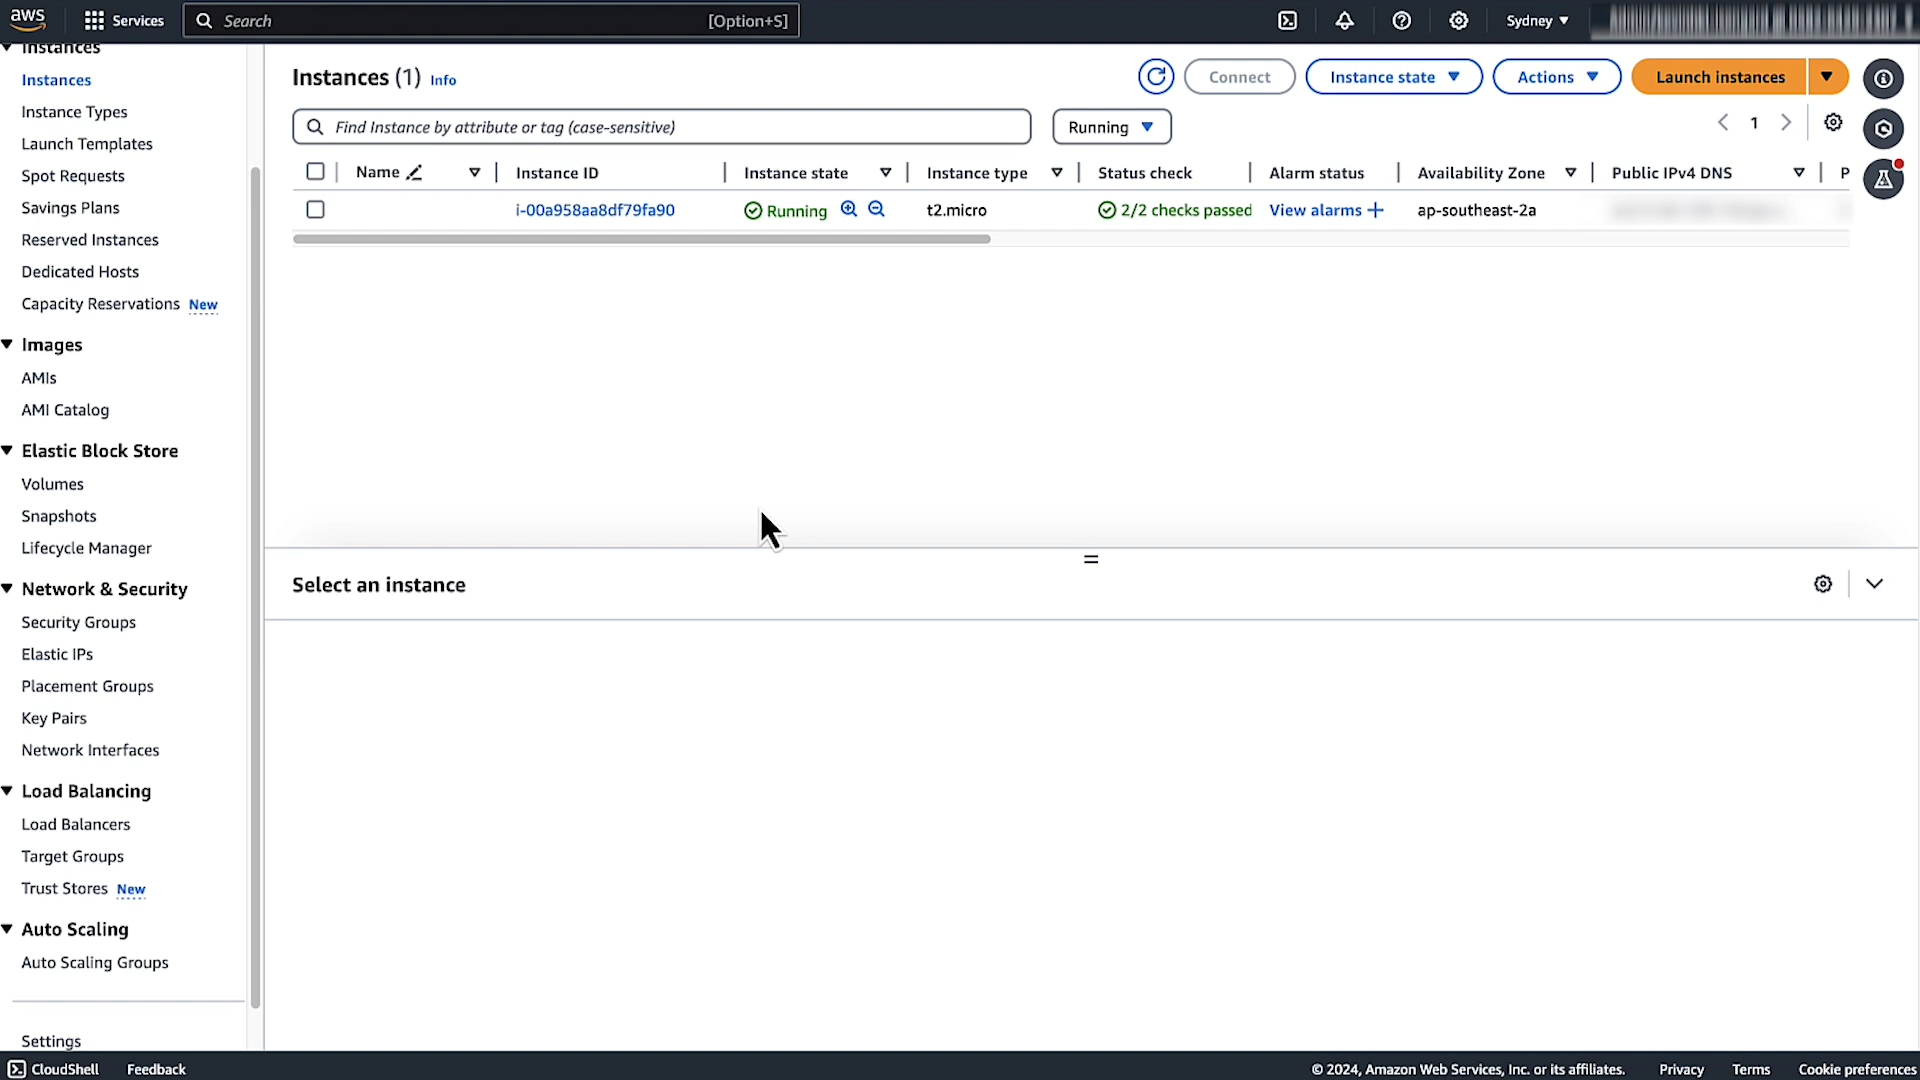 aws
Services
Search
[Option+S]
Sydney
Instances
Instances
Instance Types
Launch Templates
Spot Requests
Savings Plans
Reserved Instances
Dedicated Hosts
Capacity Reservations New
Images
AMIs
AMI Catalog
Elastic Block Store
Volumes
Snapshots
Lifecycle Manager
Network & Security
Security Groups
Elastic IPs
Placement Groups
Key Pairs
Network Interfaces
Load Balancing
Load Balancers
Target Groups
Trust Stores New
Auto Scaling
Auto Scaling Groups
Settings
Instances (1) Info
Connect
Instance state
Actions
Launch instances
Find Instance by attribute or tag (case-sensitive)
Running
1
Name Instance ID Instance state Instance type Status check Alarm status Availability Zone Public IPv4 DNS P
i-00a958aa8df79fa90 Running t2.micro 2/2 checks passed View alarms + ap-southeast-2a
Select an instance
CloudShell Feedback © 2024, Amazon Web Services, Inc. or its affiliates. Privacy Terms Cookie preferences